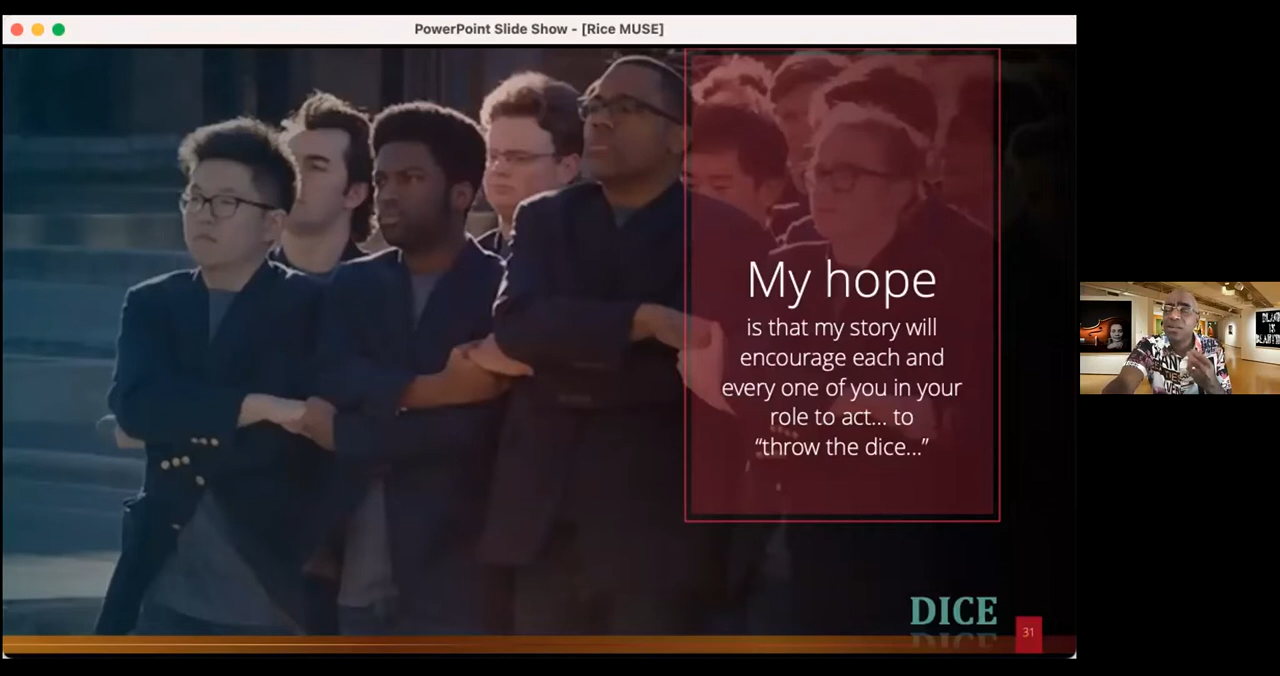 PowerPoint Slide Show - [Rice MUSE]
My hope
is that my story will
encourage each and
every one of you in your
role to act... to
“throw the dice...”
DICE
31
IS